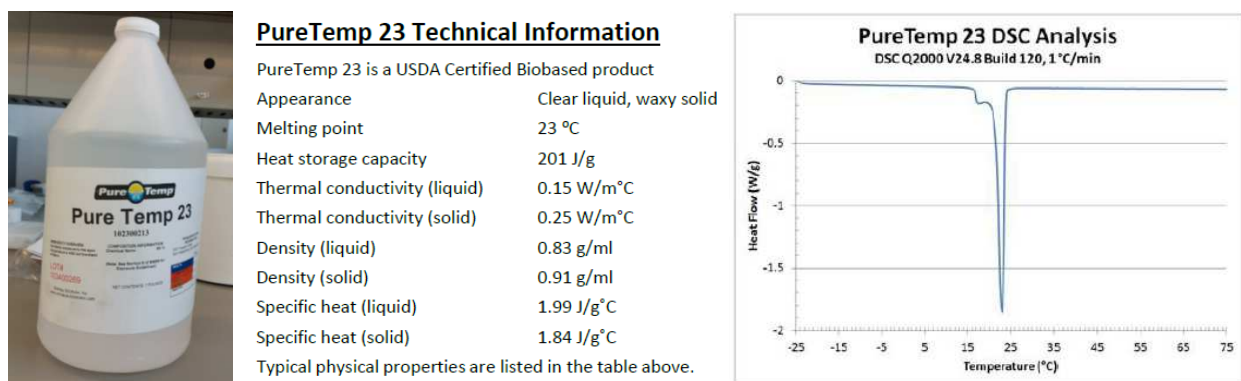 Pure Temp
Pure Temp 23
102300213
LOT#
PureTemp 23 Technical Information
PureTemp 23 is a USDA Certified Biobased product
Appearance Clear liquid, waxy solid
Melting point 23 °C
Heat storage capacity 201 J/g
Thermal conductivity (liquid) 0.15 W/m°C
Thermal conductivity (solid) 0.25 W/m°C
Density (liquid) 0.83 g/ml
Density (solid) 0.91 g/ml
Specific heat (liquid) 1.99 J/g°C
Specific heat (solid) 1.84 J/g°C
Typical physical properties are listed in the table above.
PureTemp 23 DSC Analysis
DSC Q2000 V24.8 Build 120, 1°C/min
Heat Flow (W/g)
0
-0.5
-1
-1.5
-2
-25 -15 -5 5 15 25 35 45 55 65 75
Temperature (°C)